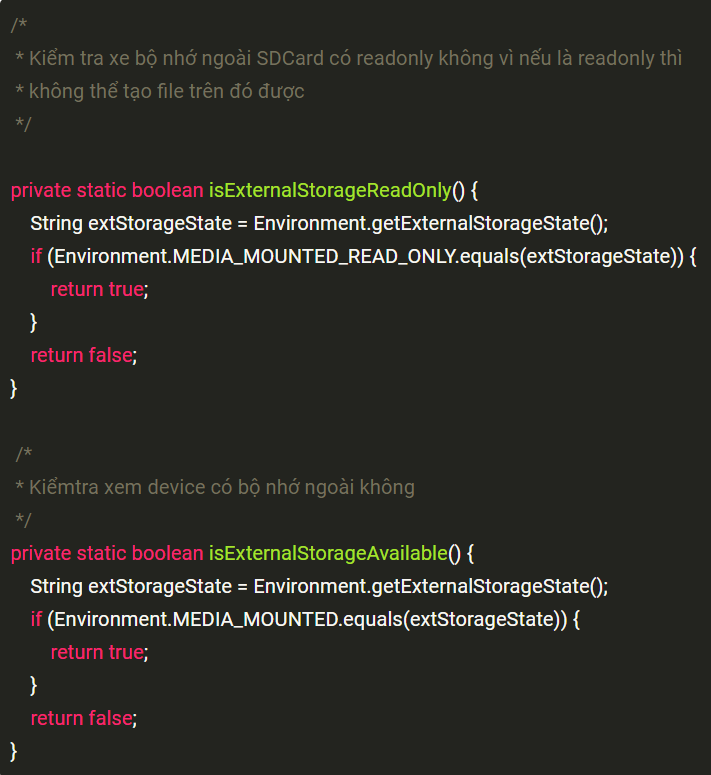 /*
* Kiểm tra xe bộ nhớ ngoài SDCard có readonly không vì nếu là readonly thì
* không thể tạo file trên đó được
*/
private static boolean isExternalStorageReadOnly() {
String extStorageState = Environment.getExternalStorageState();
if (Environment.MEDIA_MOUNTED_READ_ONLY.equals(extStorageState)) {
return true;
}
return false;
}
/*
* Kiểmtra xem device có bộ nhớ ngoài không
*/
private static boolean isExternalStorageAvailable() {
String extStorageState = Environment.getExternalStorageState();
if (Environment.MEDIA_MOUNTED.equals(extStorageState)) {
return true;
}
return false;
}